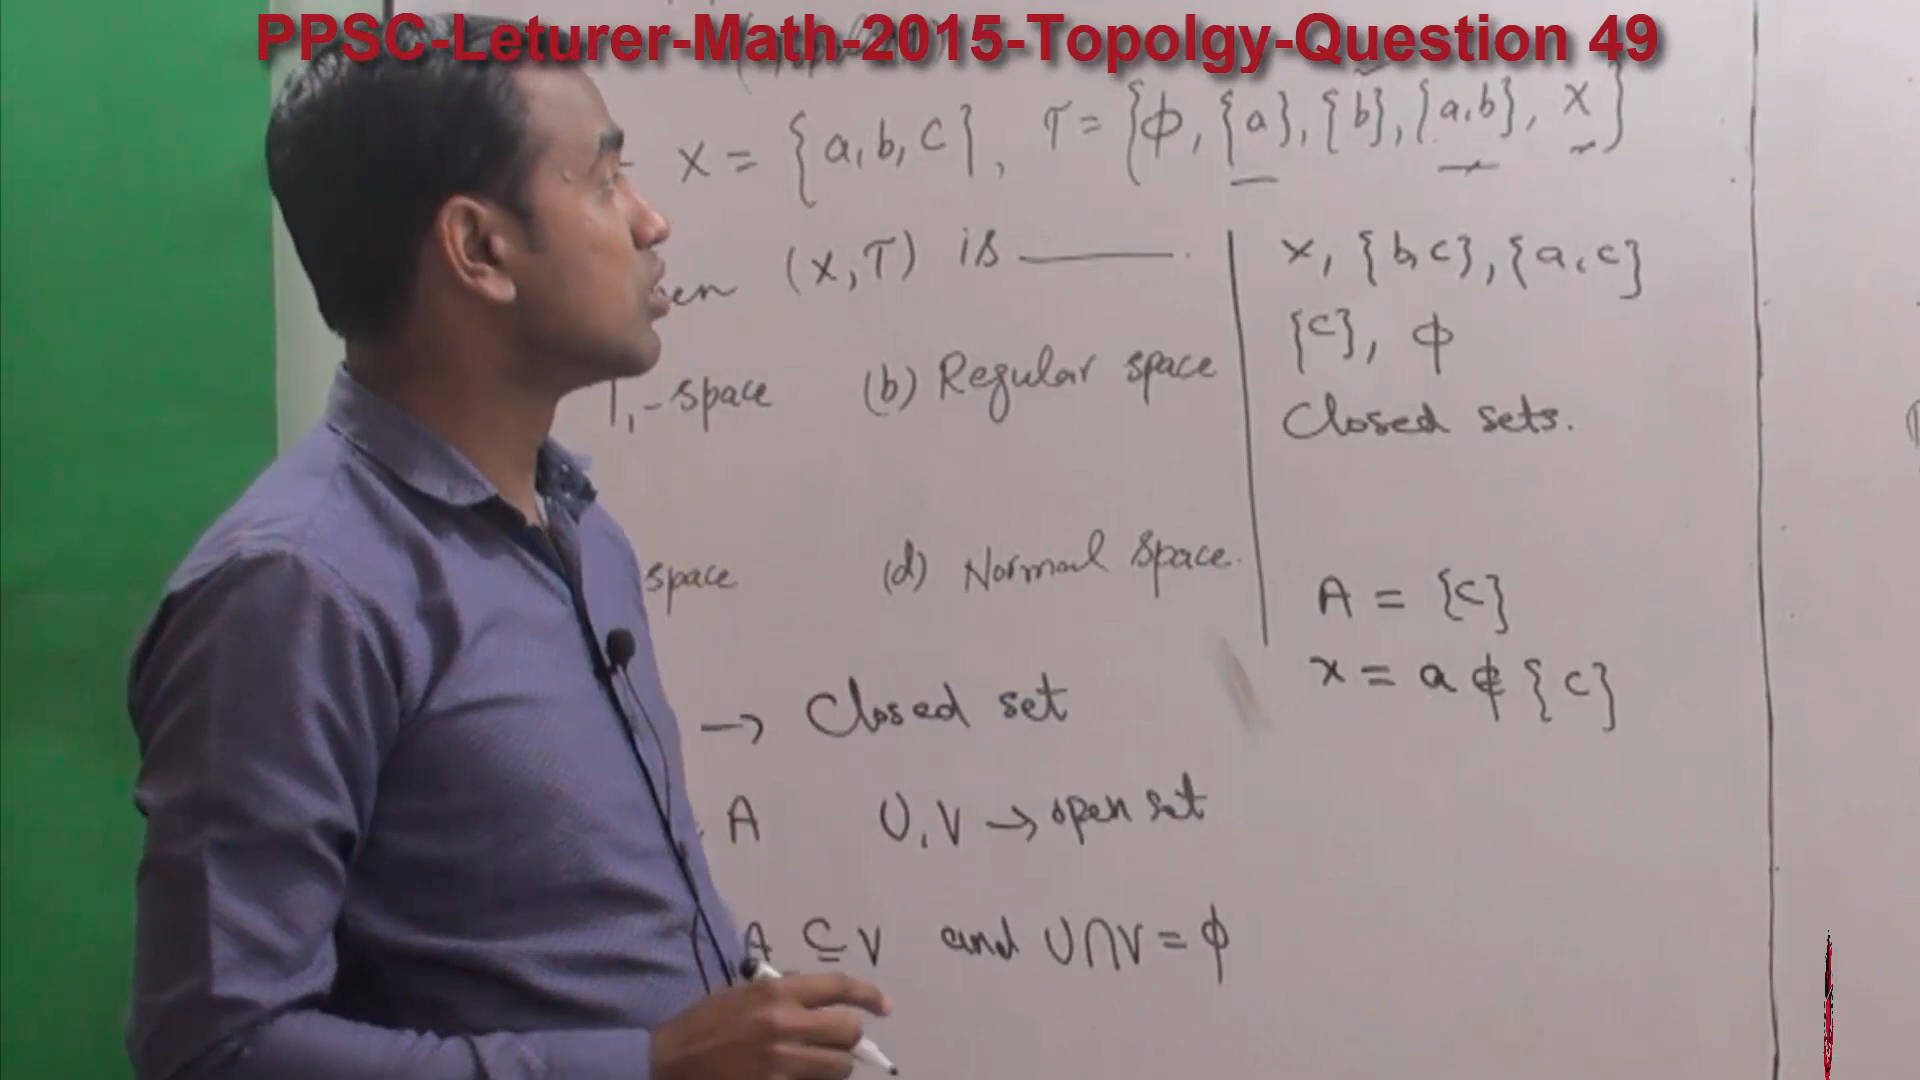 PPSC-Leturer-Math-2015-Topolgy-Question 49
X = {a,b,c}, τ = {φ, {a}, {b}, {a,b}, X}
(X,τ) is ______.
-space (b) Regular space
space (d) Normal space.
→ Closed set
A U,V → open set
A ⊆ V and U∩V = φ
X, {b,c}, {a,c}
{c}, φ
Closed sets.
A = {c}
x = a ∉ {c}